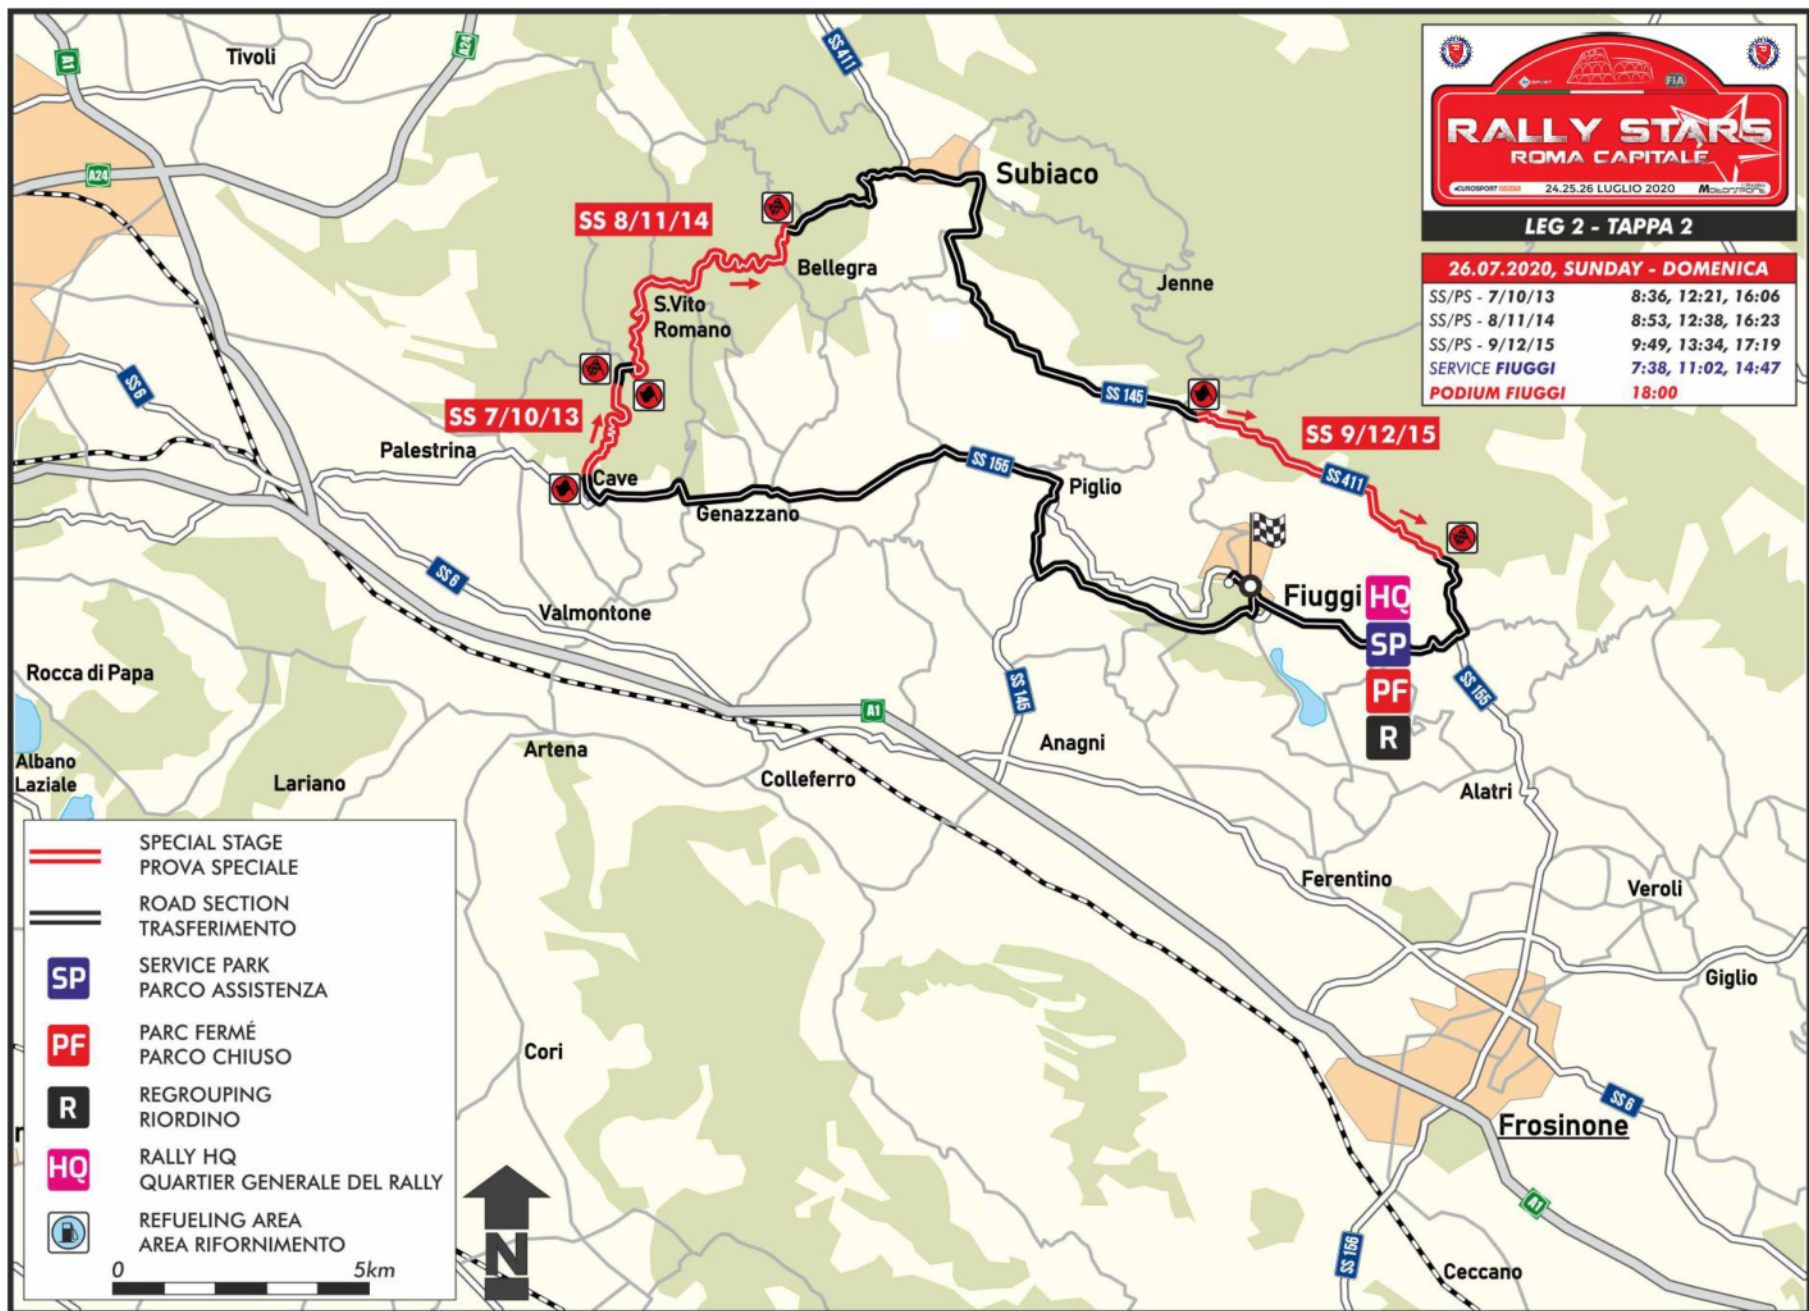 A1
A24
Tivoli
SS 411
A24
RALLY STARS
ROMA CAPITALE
FIA
24.25.26 LUGLIO 2020
LEG 2 - TAPPA 2
26.07.2020, SUNDAY - DOMENICA
SS/PS - 7/10/13 8:36, 12:21, 16:06
SS/PS - 8/11/14 8:53, 12:38, 16:23
SS/PS - 9/12/15 9:49, 13:34, 17:19
SERVICE FIUGGI 7:38, 11:02, 14:47
PODIUM FIUGGI 18:00
Subiaco
SS 8/11/14
Bellegra
Jenne
S.Vito
Romano
SS 6
SS 145
SS 7/10/13
SS 9/12/15
Palestrina
Cave
SS 155
SS 411
Piglio
Genazzano
SS 6
Valmontone
Fiuggi
HQ
SP
PF
R
Rocca di Papa
SS 145
SS 155
A1
Anagni
Artena
Albano
Laziale
Lariano
Colleferro
Alatri
Ferentino
Veroli
Giglio
Cori
SS 6
Frosinone
A1
SS 156
Ceccano
SPECIAL STAGE
PROVA SPECIALE
ROAD SECTION
TRASFERIMENTO
SP
SERVICE PARK
PARCO ASSISTENZA
PF
PARC FERMÉ
PARCO CHIUSO
R
REGROUPING
RIORDINO
HQ
RALLY HQ
QUARTIER GENERALE DEL RALLY
REFUELING AREA
AREA RIFORNIMENTO
0 5km
N